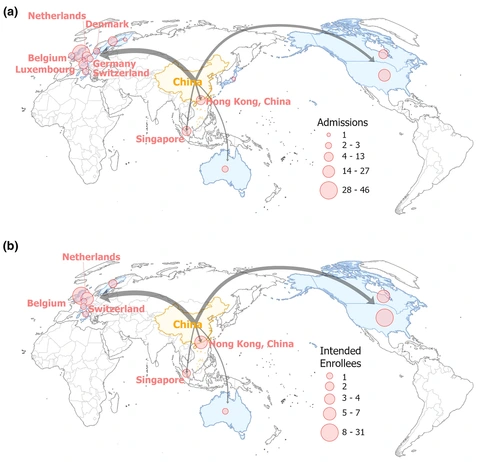 (a)
Netherlands
Denmark
Belgium
Germany
Luxembourg
Switzerland
China
Hong Kong, China
Singapore
Admissions
1
2 - 3
4 - 13
14 - 27
28 - 46
(b)
Netherlands
Belgium
Switzerland
China
Hong Kong, China
Singapore
Intended
Enrollees
1
2
3 - 4
5 - 7
8 - 31